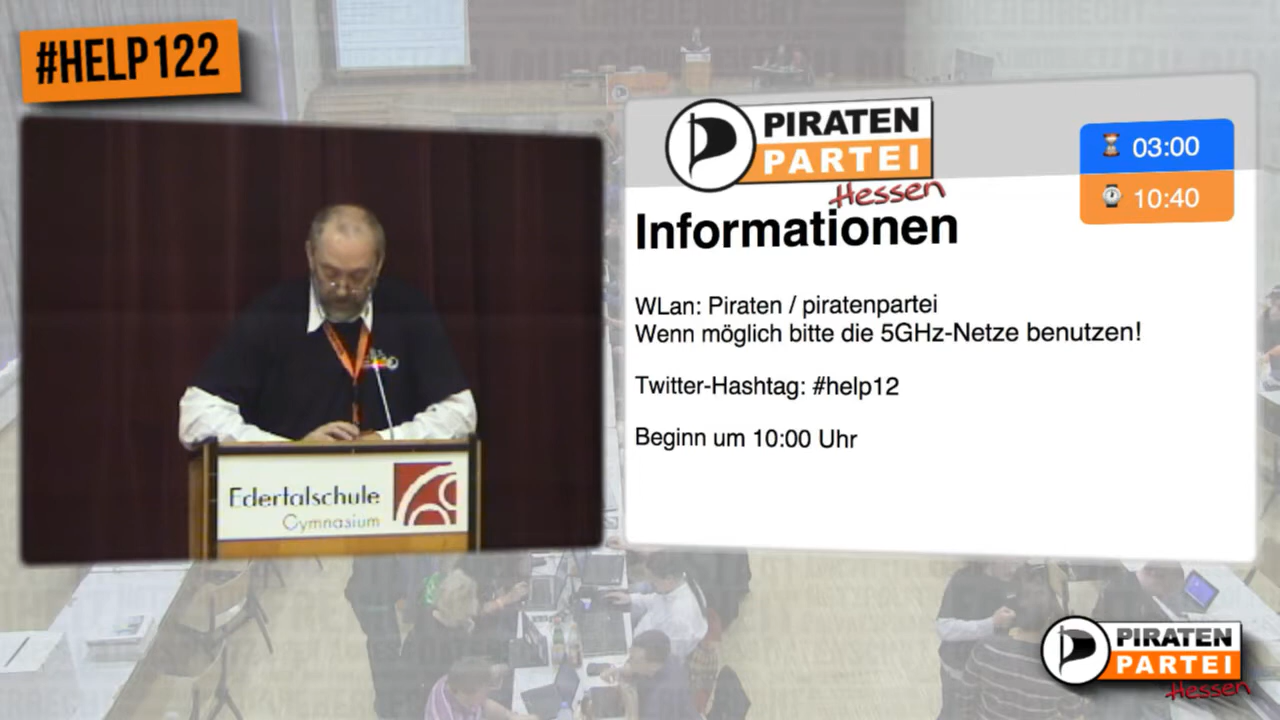 #HELP122
PIRATEN
PARTEI
Hessen
03:00
10:40
Informationen
WLan: Piraten / piratenpartei
Wenn möglich bitte die 5GHz-Netze benutzen!
Twitter-Hashtag: #help12
Beginn um 10:00 Uhr
Edertalschule
Gymnasium
PIRATEN
PARTEI
Hessen